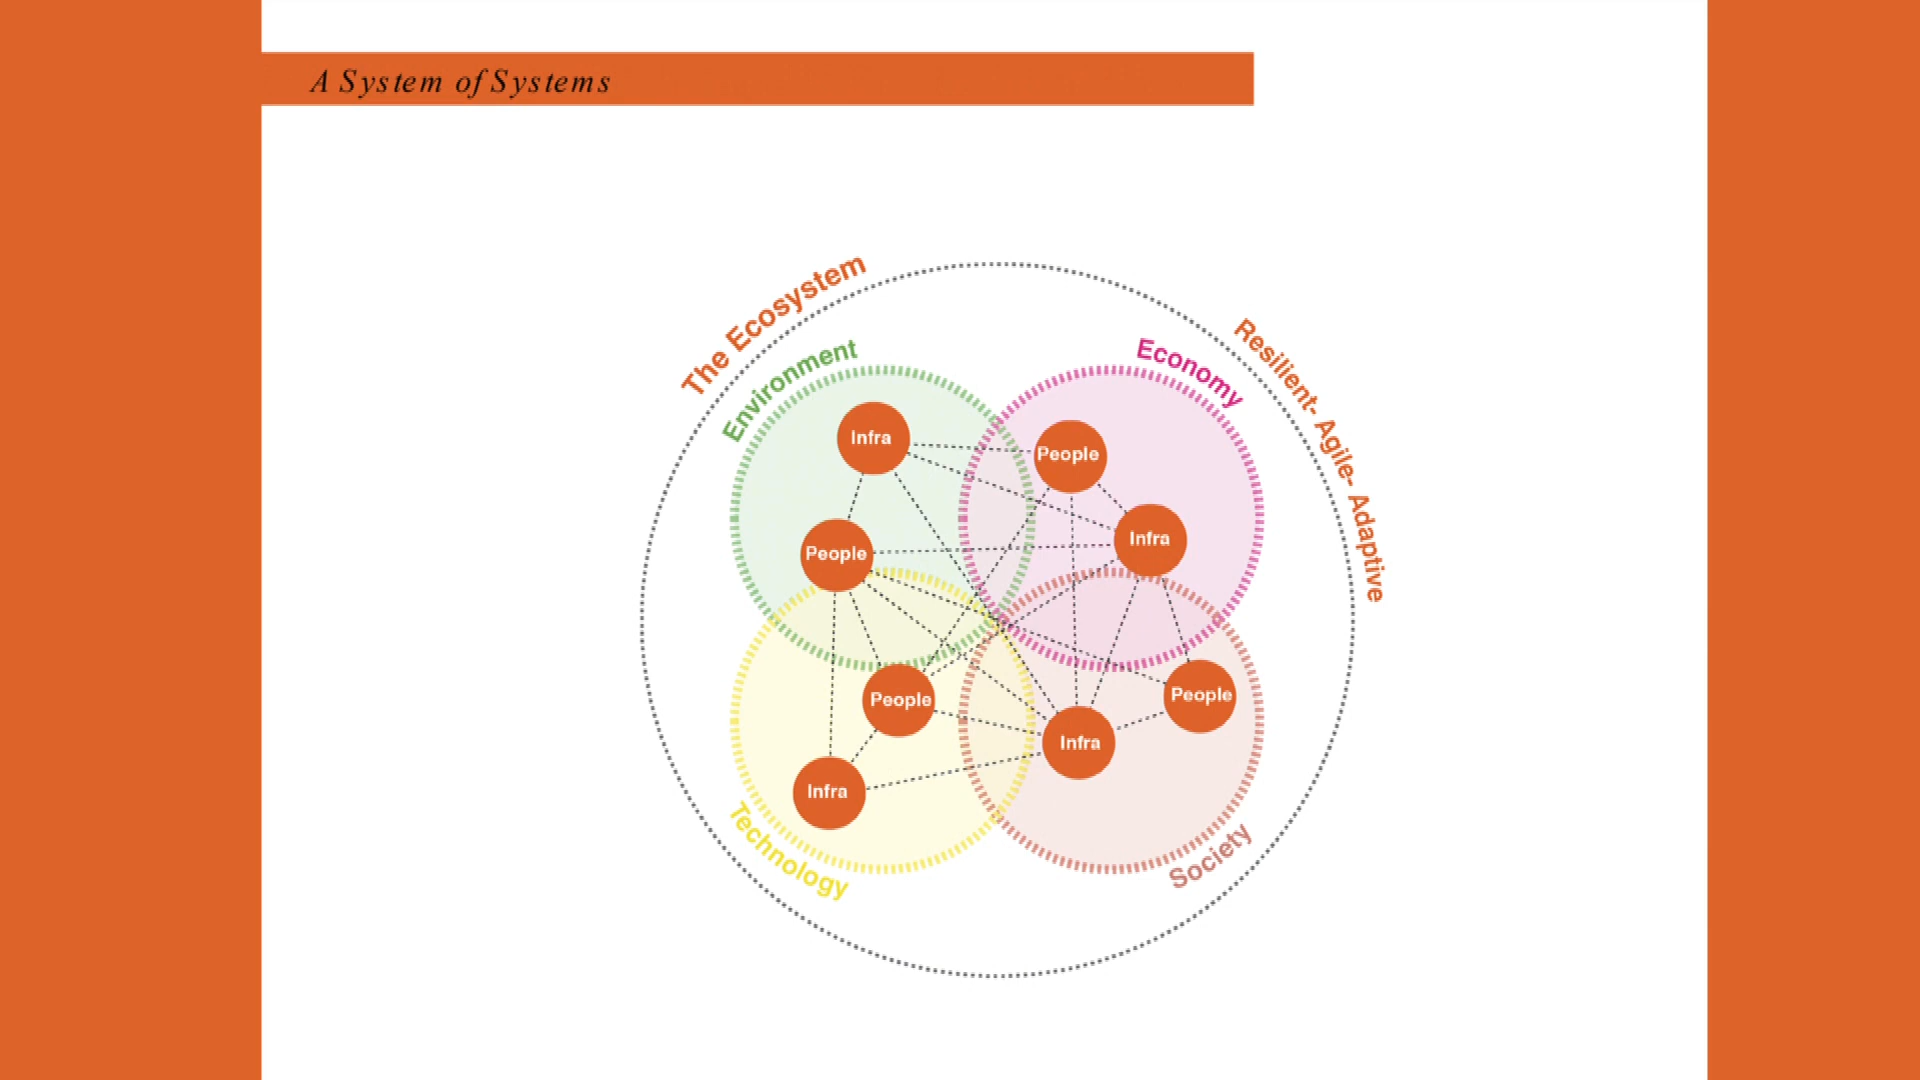 A System of Systems
The Ecosystem
Resilient- Agile- Adaptive
Environment
Economy
Infra
People
Infra
People
People
People
Infra
Infra
Technology
Society